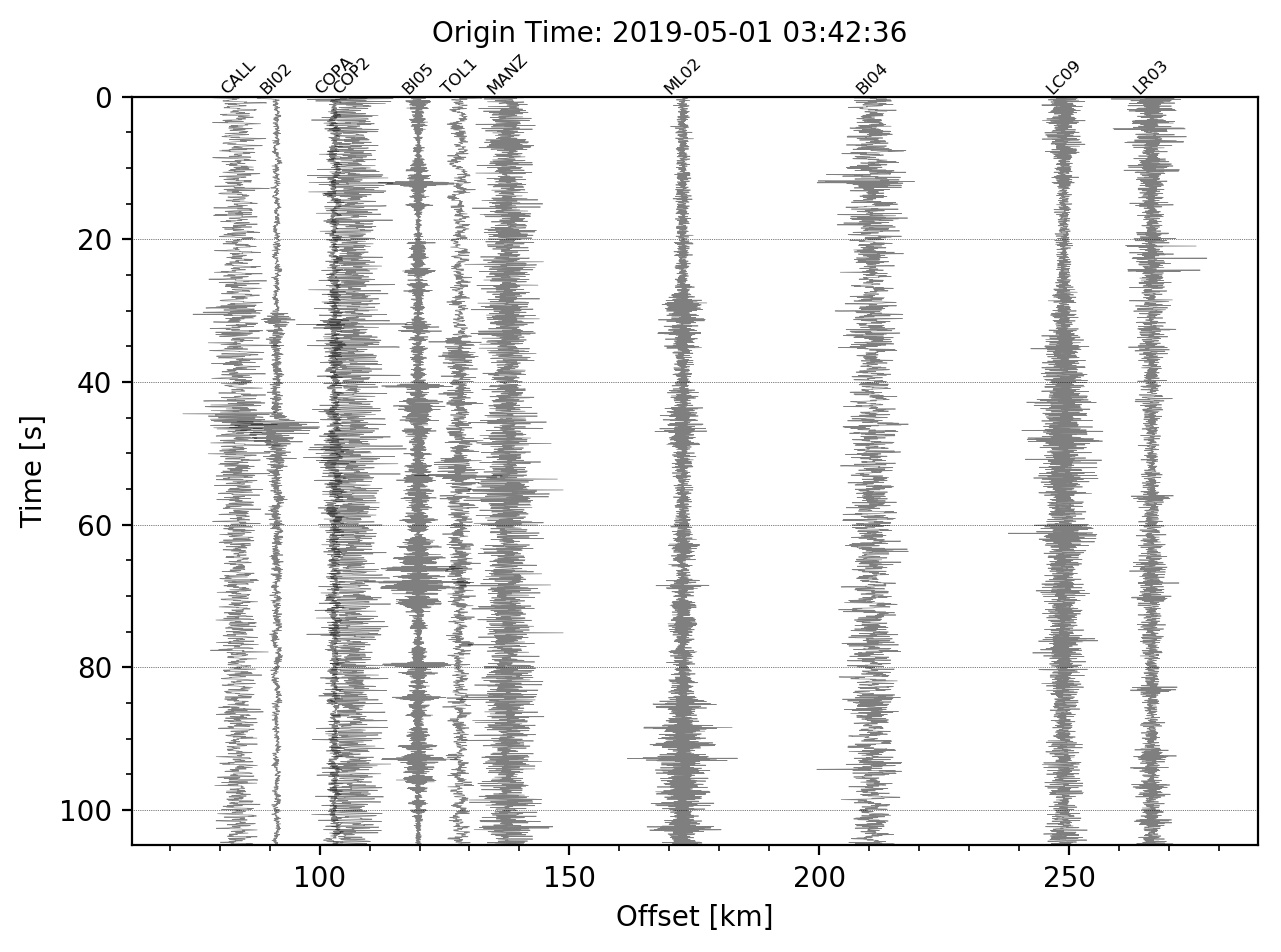 Origin Time: 2019-05-01 03:42:36
CALL BI02 COPA COP2 BI05 TOL1 MANZ ML02 BI04 LC09 LR03
0
20
40
60
80
100
Time [s]
100 150 200 250
Offset [km]